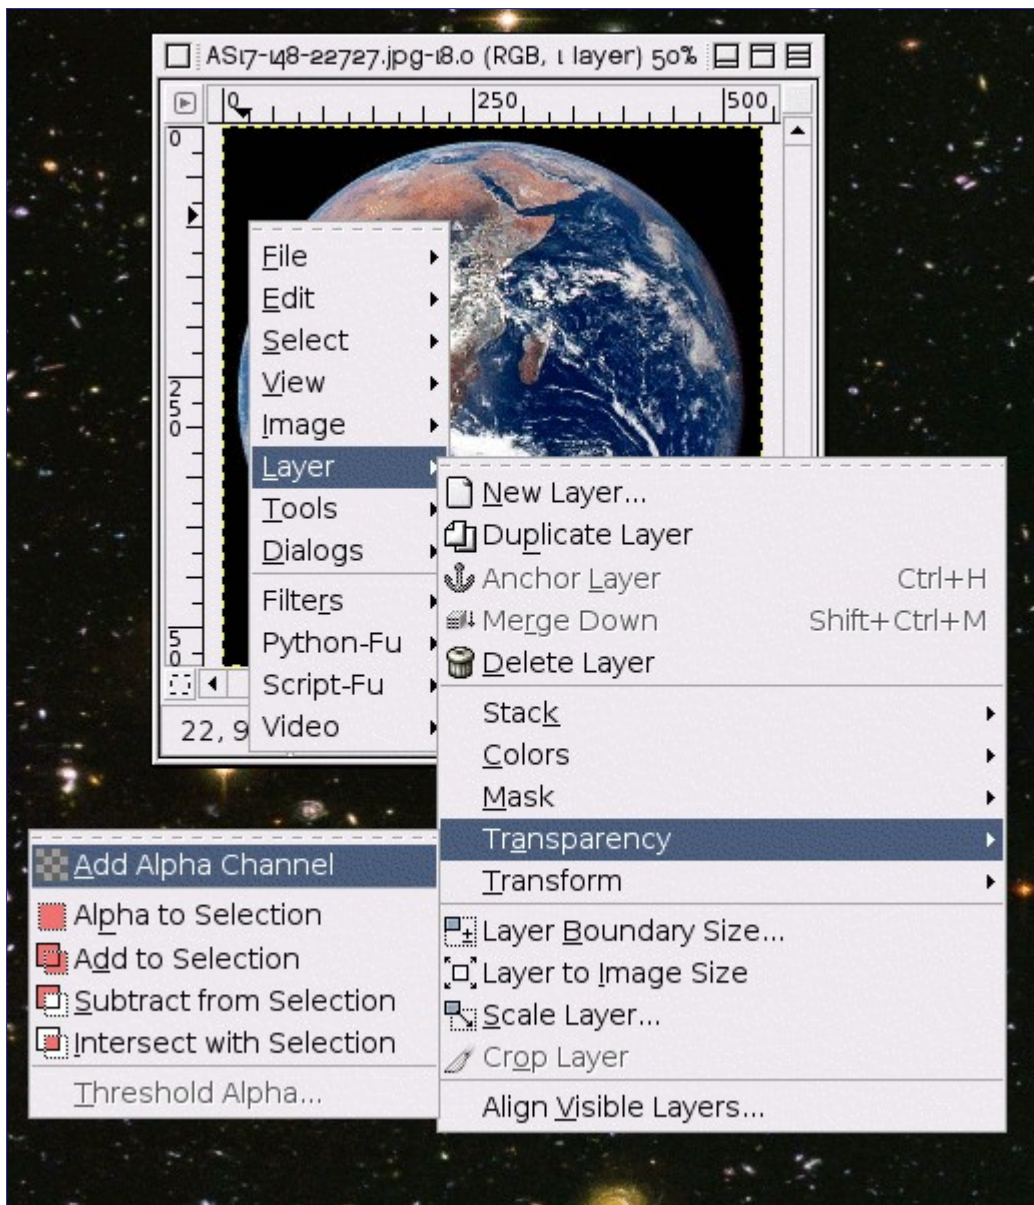 AS17-148-22727.jpg-18.0 (RGB, 1 layer) 50%
0 250 500
0
250
50
22, 9
File
Edit
Select
View
Image
Layer
Tools
Dialogs
Filters
Python-Fu
Script-Fu
Video
New Layer...
Duplicate Layer
Anchor Layer Ctrl+H
Merge Down Shift+Ctrl+M
Delete Layer
Stack
Colors
Mask
Transparency
Transform
Layer Boundary Size...
Layer to Image Size
Scale Layer...
Crop Layer
Align Visible Layers...
Add Alpha Channel
Alpha to Selection
Add to Selection
Subtract from Selection
Intersect with Selection
Threshold Alpha...